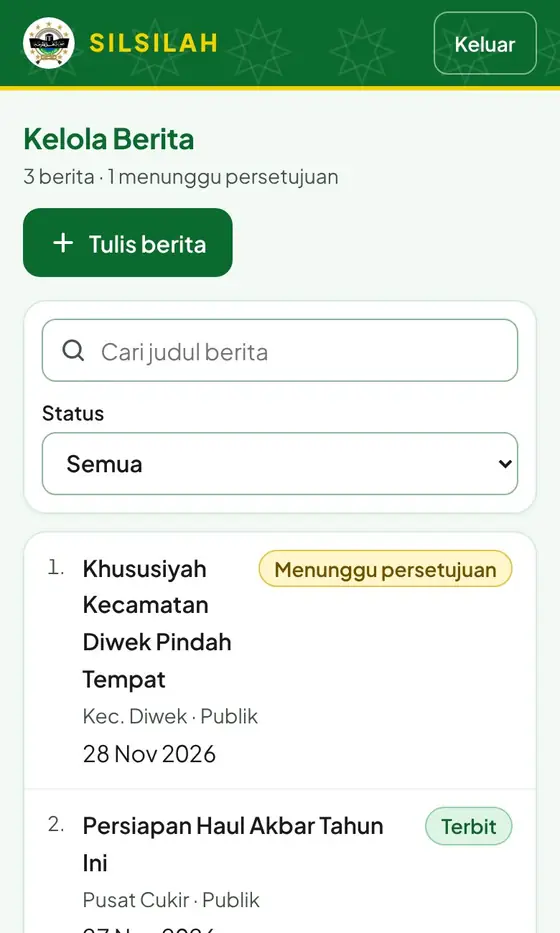 SILSILAH
Keluar
Kelola Berita
3 berita · 1 menunggu persetujuan
+ Tulis berita
Cari judul berita
Status
Semua
1. Khususiyah Kecamatan Diwek Pindah Tempat
Menunggu persetujuan
Kec. Diwek · Publik
28 Nov 2026
2. Persiapan Haul Akbar Tahun Ini
Terbit
Pusat Cukir · Publik